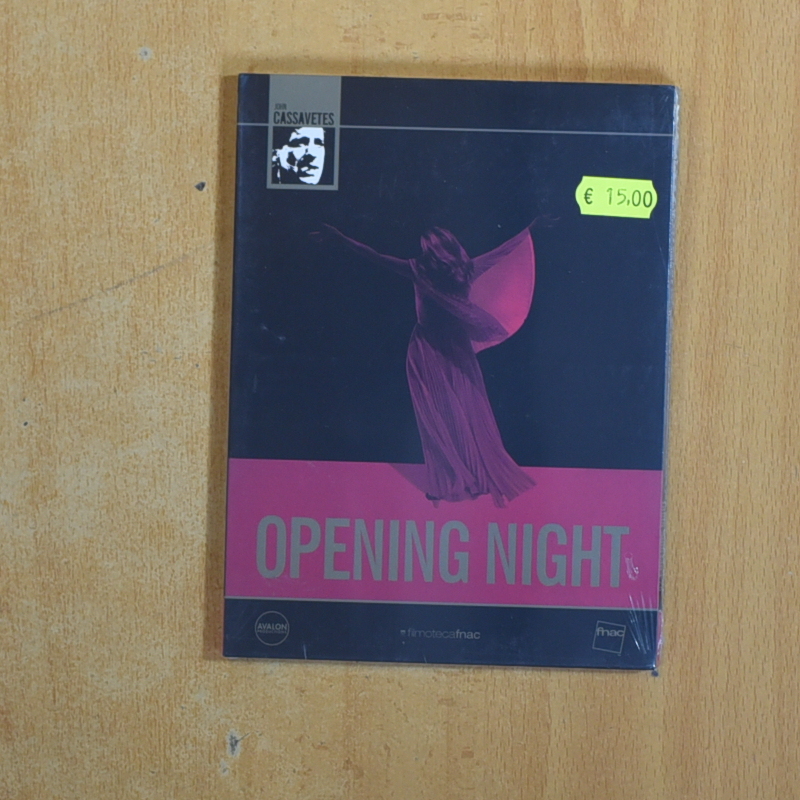 JOHN
CASSAVETES
€ 15,00
OPENING NIGHT
AVALON
filmotecafnac
fnac